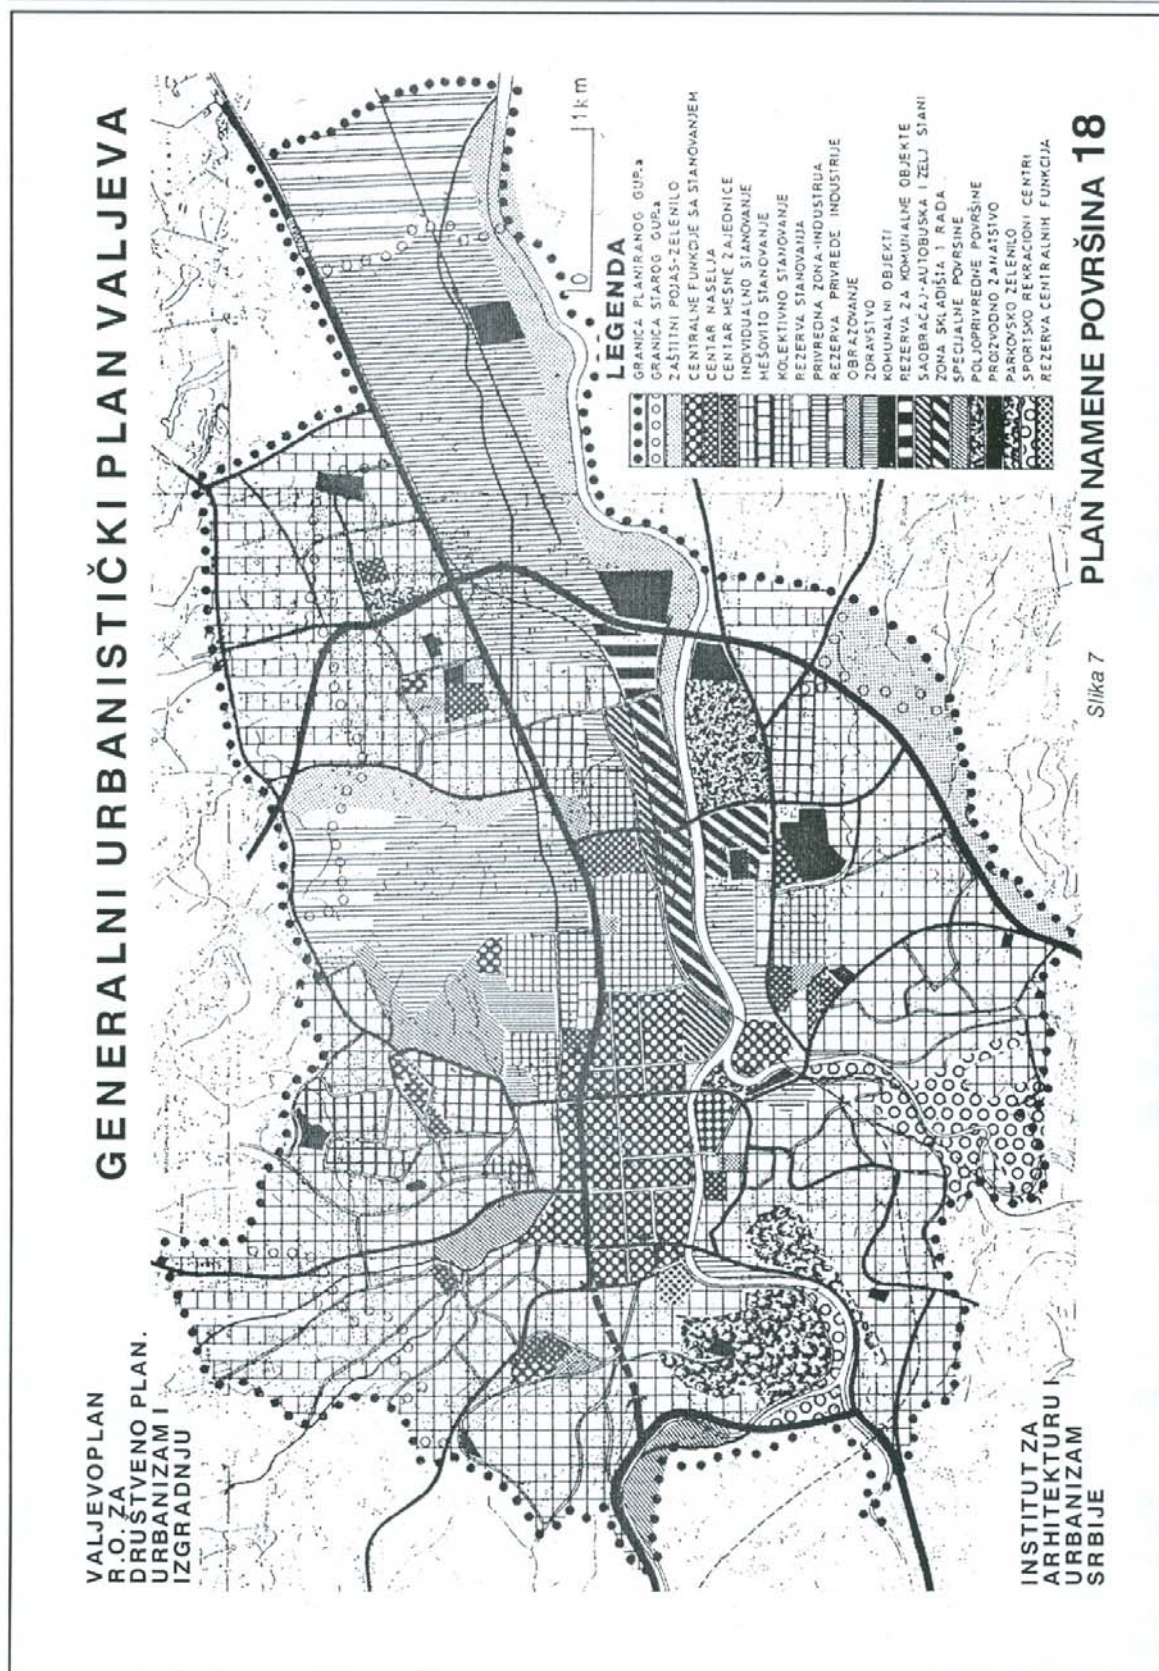 GENERALNI URBANISTIČKI PLAN VALJEVA
VALJEVOPLAN
R.O. ZA
DRUŠTVENO PLAN.
URBANIZAM I
IZGRADNJU
0 1km
LEGENDA
GRANICA PLANIRANOG GUP.a
GRANICA STAROG GUP.a
ZAŠTITNI POJAS-ZELENILO
CENTRALNE FUNKCIJE SA STANOVANJEM
CENTAR NASELJA
CENTAR MESNE ZAJEDNICE
INDIVIDUALNO STANOVANJE
MEŠOVITO STANOVANJE
KOLEKTIVNO STANOVANJE
REZERVA STANOVANJA
PRIVREDNA ZONA-INDUSTRIJA
REZERVA PRIVREDE INDUSTRIJE
OBRAZOVANJE
ZDRAVSTVO
KOMUNALNI OBJEKTI
REZERVA ZA KOMUNALNE OBJEKTE
SAOBRAĆAJ-AUTOBUSKA I ŽELJ STANI
ZONA SKLADIŠTA I RADA
SPECIJALNE POVRŠINE
POLJOPRIVREDNE POVRŠINE
PROIZVODNO ZANATSTVO
PARKOVSKO ZELENILO
SPORTSKO REKRACIONI CENTRI
REZERVA CENTRALNIH FUNKCIJA
INSTITUT ZA
ARHITEKTURU I
URBANIZAM
SRBIJE
Slika 7
PLAN NAMENE POVRŠINA 18